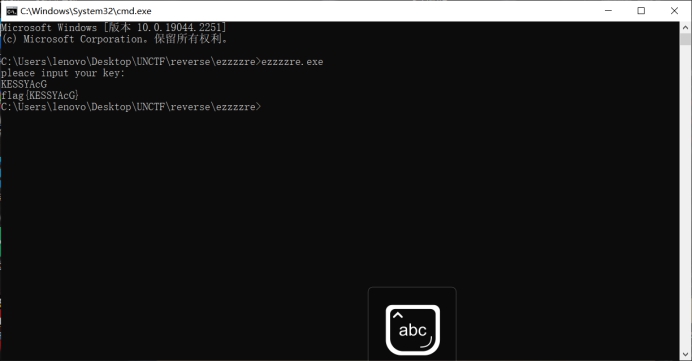 C:\Windows\System32\cmd.exe
Microsoft Windows [版本 10.0.19044.2251]
(c) Microsoft Corporation。保留所有权利。
C:\Users\lenovo\Desktop\UNCTF\reverse\ezzzzre>ezzzzre.exe
pleace input your key:
KESSYAcG
flag{KESSYAcG}
C:\Users\lenovo\Desktop\UNCTF\reverse\ezzzzre>
abc